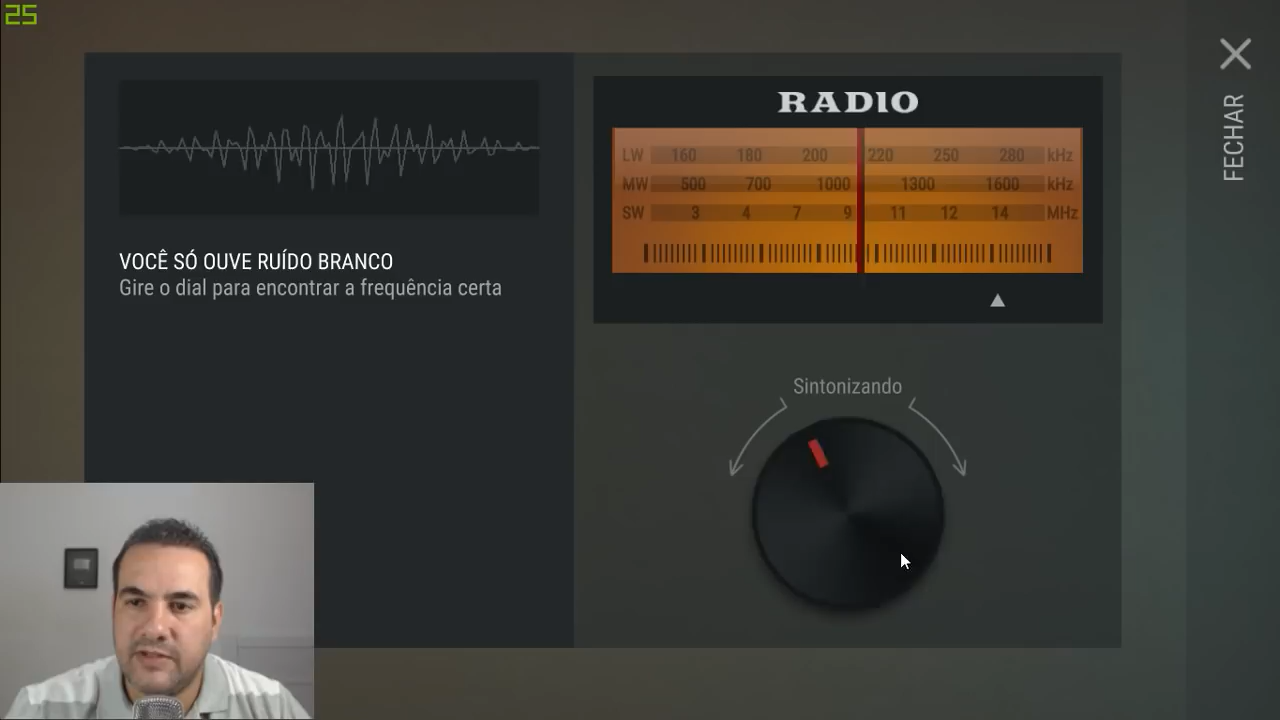 25
FECHAR
RADIO
LW 160 180 200 220 250 280 kHz
MW 500 700 1000 1300 1600 kHz
SW 3 4 7 9 11 12 14 MHz
VOCÊ SÓ OUVE RUÍDO BRANCO
Gire o dial para encontrar a frequência certa
Sintonizando